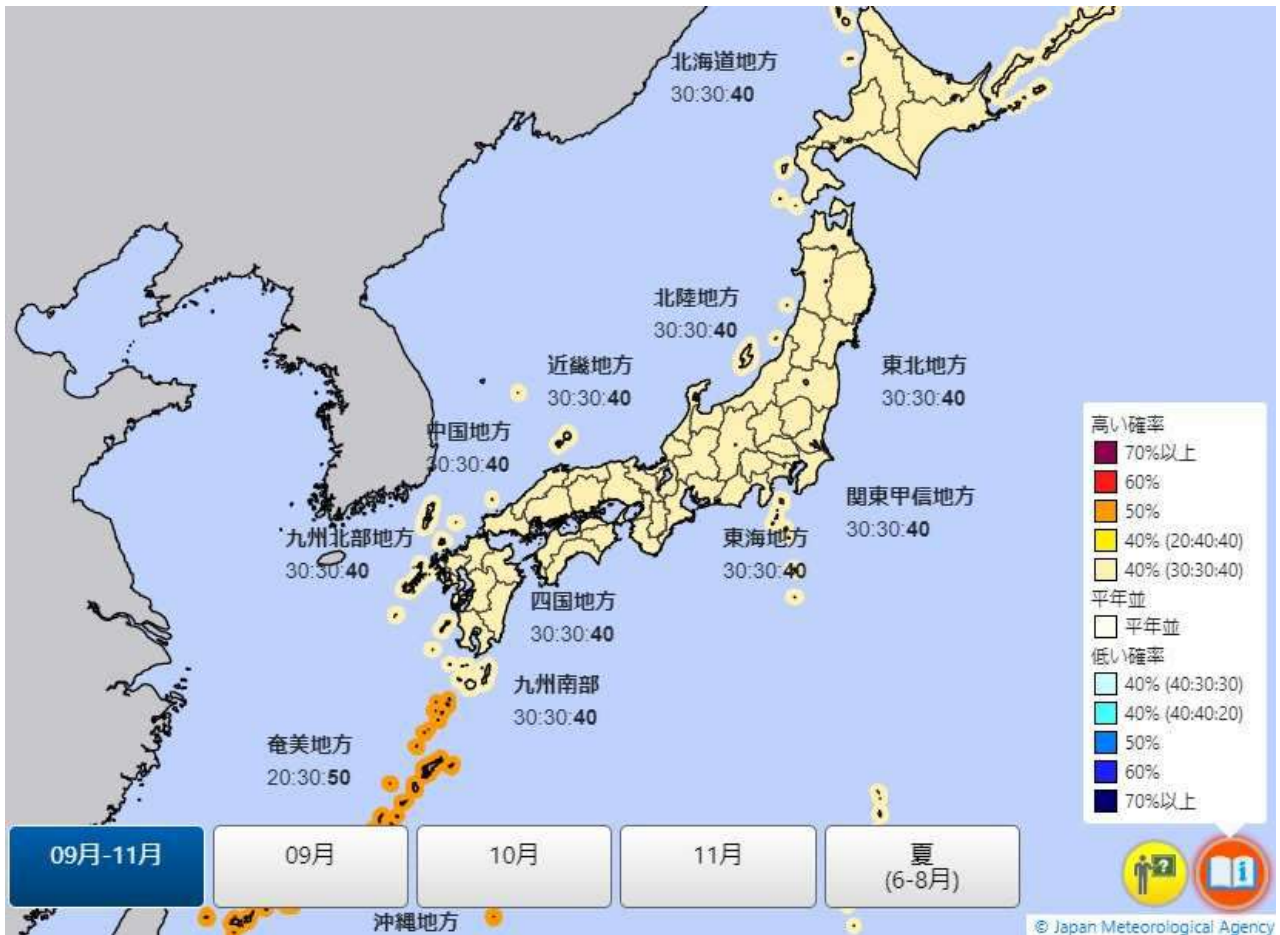 北海道地方
30:30:40
北陸地方
30:30:40
近畿地方
30:30:40
東北地方
30:30:40
中国地方
30:30:40
関東甲信地方
30:30:40
九州北部地方
30:30:40
東海地方
30:30:40
四国地方
30:30:40
九州南部
30:30:40
奄美地方
20:30:50
沖縄地方
高い確率
70%以上
60%
50%
40% (20:40:40)
40% (30:30:40)
平年並
平年並
低い確率
40% (40:30:30)
40% (40:40:20)
50%
60%
70%以上
09月-11月
09月
10月
11月
夏
(6-8月)
© Japan Meteorological Agency